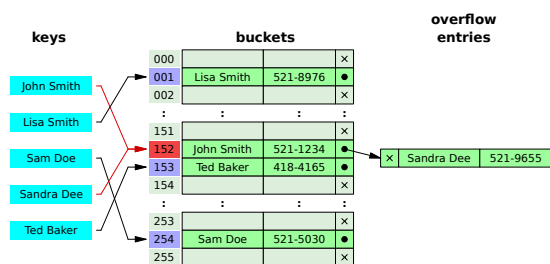 overflow
entries
keys
buckets
000 ×
001 Lisa Smith 521-8976 ●
002 ×
: : :
151 ×
152 John Smith 521-1234 ●
153 Ted Baker 418-4165 ●
154 ×
: : :
253 ×
254 Sam Doe 521-5030 ●
255 ×
John Smith
Lisa Smith
Sam Doe
Sandra Dee
Ted Baker
× Sandra Dee 521-9655